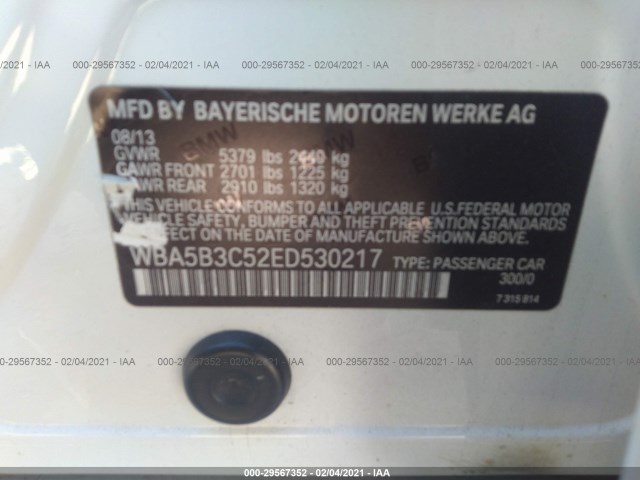 000-29567352 - 02/04/2021 - IAA
MFD BY BAYERISCHE MOTOREN WERKE AG
08/13
GVWR 5379 lbs 2440 kg
GAWR FRONT 2701 lbs 1225 kg
GAWR REAR 2910 lbs 1320 kg
THIS VEHICLE CONFORMS TO ALL APPLICABLE U.S.FEDERAL MOTOR
VEHICLE SAFETY, BUMPER AND THEFT PREVENTION STANDARDS
EFFECT ON THE DATE OF MANUFACTURE SHOWN ABOVE.
WBA5B3C52ED530217 TYPE: PASSENGER CAR
300/0
7 315 814
000-29567352 - 02/04/2021 - IAA
000-29567352 - 02/04/2021 - IAA